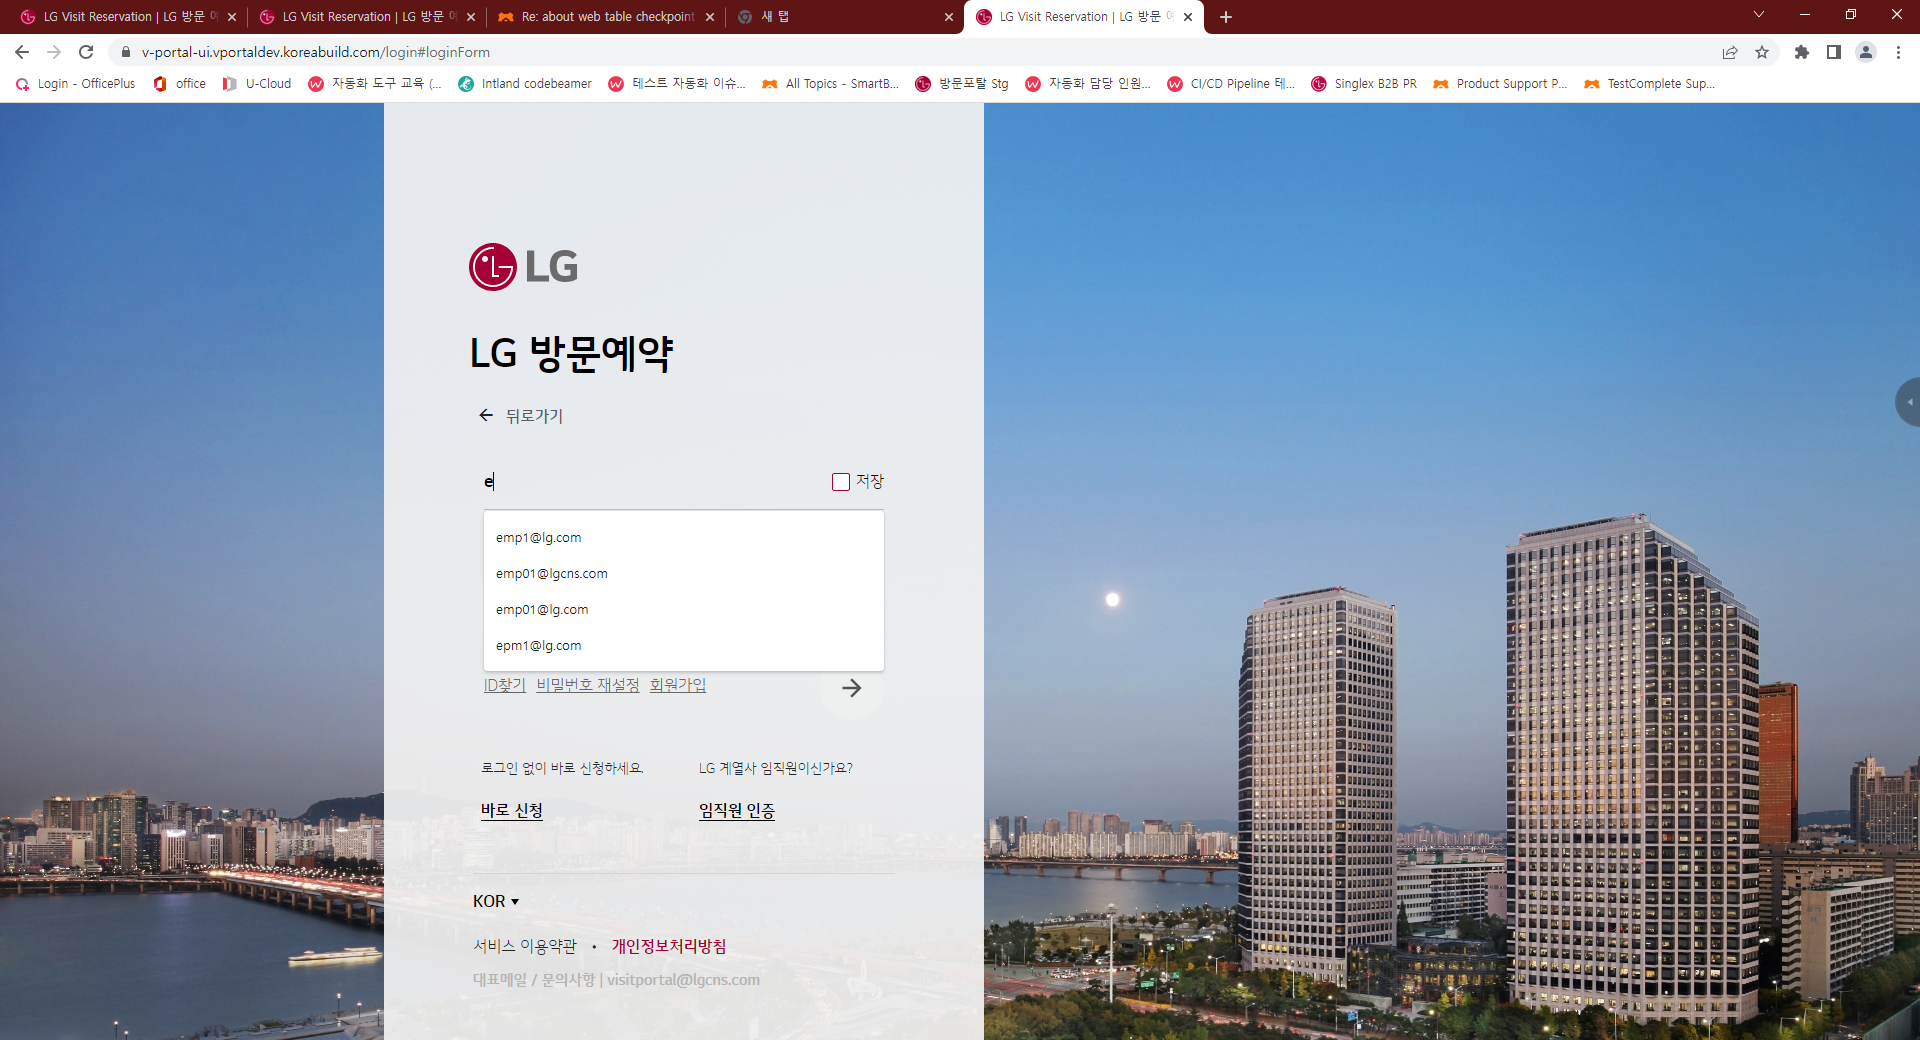 LG Visit Reservation | LG 방문
LG Visit Reservation | LG 방문
Re: about web table checkpoint
새 탭
LG Visit Reservation | LG 방문
v-portal-ui.vportaldev.koreabuild.com/login#loginForm
Login - OfficePlus
office
U-Cloud
자동화 도구 교육 (...
Intland codebeamer
테스트 자동화 이슈...
All Topics - SmartB...
방문포탈 Stg
자동화 담당 인원...
CI/CD Pipeline 테...
Singlex B2B PR
Product Support P...
TestComplete Sup...
LG
LG 방문예약
뒤로가기
e
저장
emp1@lg.com
emp01@lgcns.com
emp01@lg.com
epm1@lg.com
ID찾기 비밀번호 재설정 회원가입
로그인 없이 바로 신청하세요.
바로 신청
LG 계열사 임직원이신가요?
임직원 인증
KOR
서비스 이용약관 • 개인정보처리방침
대표메일 / 문의사항 | visitportal@lgcns.com